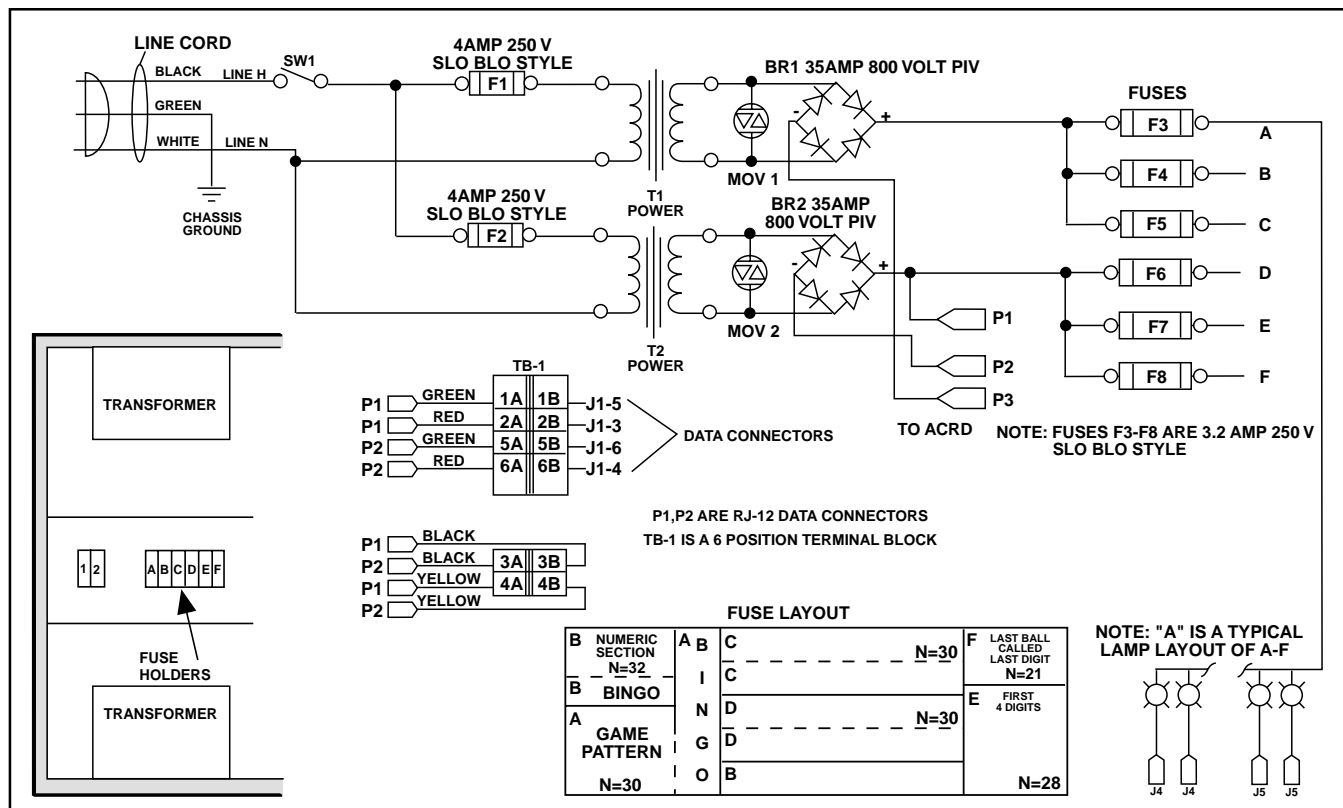 LINE CORD
BLACK LINE H
SW1
GREEN
WHITE LINE N
CHASSIS
GROUND
4AMP 250 V
SLO BLO STYLE
F1
4AMP 250 V
SLO BLO STYLE
F2
T1
POWER
T2
POWER
BR1 35AMP 800 VOLT PIV
- +
MOV 1
BR2 35AMP
800 VOLT PIV
- +
MOV 2
P1
P2
P3
TO ACRD
FUSES
F3 A
F4 B
F5 C
F6 D
F7 E
F8 F
NOTE: FUSES F3-F8 ARE 3.2 AMP 250 V
SLO BLO STYLE
TRANSFORMER
1 2 A B C D E F
FUSE
HOLDERS
TRANSFORMER
TB-1
P1 GREEN 1A 1B J1-5
P1 RED 2A 2B J1-3
P2 GREEN 5A 5B J1-6
P2 RED 6A 6B J1-4
DATA CONNECTORS
P1 BLACK
P2 BLACK 3A 3B
P1 YELLOW 4A 4B
P2 YELLOW
P1,P2 ARE RJ-12 DATA CONNECTORS
TB-1 IS A 6 POSITION TERMINAL BLOCK
FUSE LAYOUT
B NUMERIC
SECTION
N=32
B BINGO
A GAME
PATTERN
N=30
A B I N G O
C N=30
C
D N=30
D
B
F LAST BALL
CALLED
LAST DIGIT
N=21
E FIRST
4 DIGITS
N=28
NOTE: "A" IS A TYPICAL
LAMP LAYOUT OF A-F
J4 J4 J5 J5